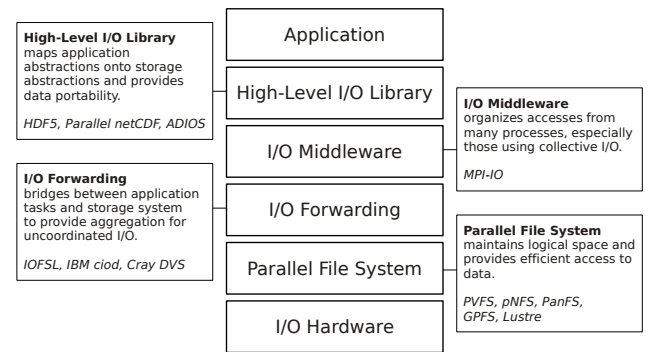 Application
High-Level I/O Library
I/O Middleware
I/O Forwarding
Parallel File System
I/O Hardware
High-Level I/O Library
maps application
abstractions onto storage
abstractions and provides
data portability.
HDF5, Parallel netCDF, ADIOS
I/O Middleware
organizes accesses from
many processes, especially
those using collective I/O.
MPI-IO
I/O Forwarding
bridges between application
tasks and storage system
to provide aggregation for
uncoordinated I/O.
IOFSL, IBM ciod, Cray DVS
Parallel File System
maintains logical space and
provides efficient access to
data.
PVFS, pNFS, PanFS,
GPFS, Lustre